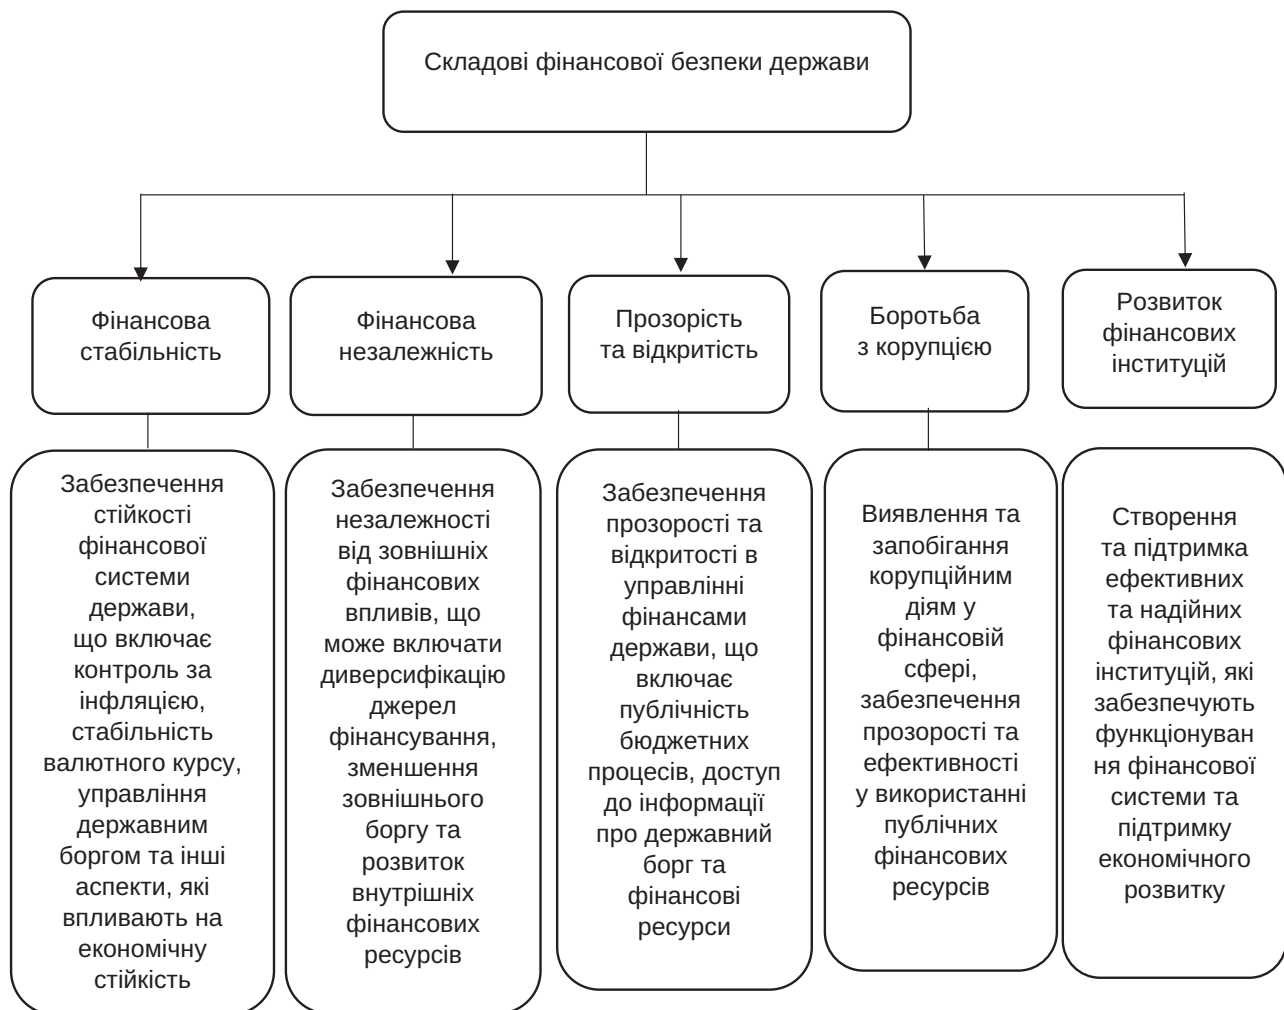 Складові фінансової безпеки держави
Фінансова
стабільність
Фінансова
незалежність
Прозорість
та відкритість
Боротьба
з корупцією
Розвиток
фінансових
інституцій
Забезпечення
стійкості
фінансової
системи
держави,
що включає
контроль за
інфляцією,
стабільність
валютного курсу,
управління
державним
боргом та інші
аспекти, які
впливають на
економічну
стійкість
Забезпечення
незалежності
від зовнішніх
фінансових
впливів, що
може включати
диверсифікацію
джерел
фінансування,
зменшення
зовнішнього
боргу та
розвиток
внутрішніх
фінансових
ресурсів
Забезпечення
прозорості та
відкритості в
управлінні
фінансами
держави, що
включає
публічність
бюджетних
процесів, доступ
до інформації
про державний
борг та
фінансові
ресурси
Виявлення та
запобігання
корупційним
діям у
фінансовій
сфері,
забезпечення
прозорості та
ефективності
у використанні
публічних
фінансових
ресурсів
Створення
та підтримка
ефективних
та надійних
фінансових
інституцій, які
забезпечують
функціонуван
ня фінансової
системи та
підтримку
економічного
розвитку